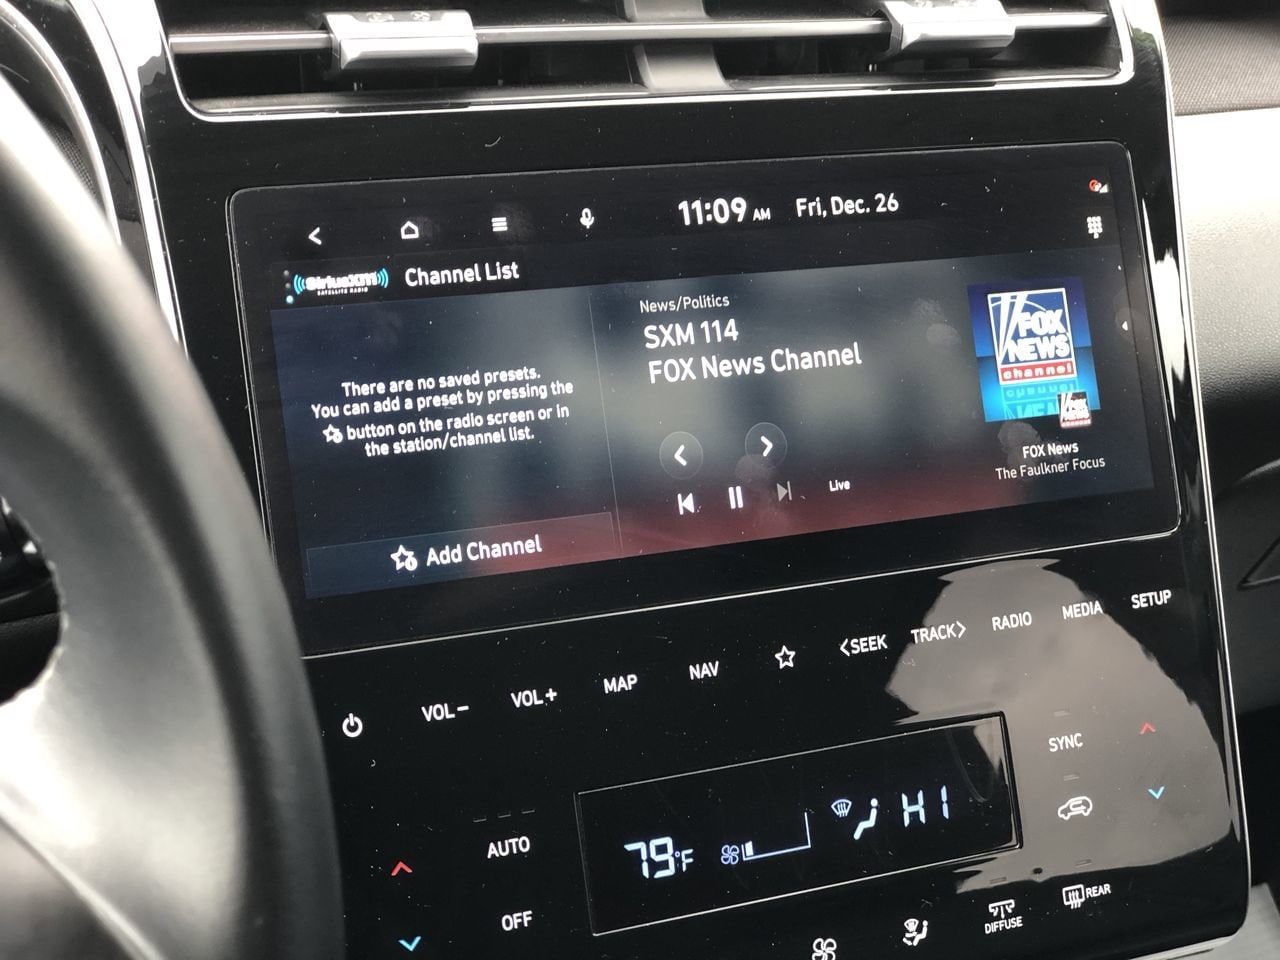 11:09 AM Fri, Dec. 26
SiriusXM
SATELLITE RADIO
Channel List
There are no saved presets.
You can add a preset by pressing the
button on the radio screen or in
the station/channel list.
Add Channel
News/Politics
SXM 114
FOX News Channel
Live
FOX
NEWS
channel
FOX News
The Faulkner Focus
VOL-
VOL+
MAP
NAV
<SEEK
TRACK>
RADIO
MEDIA
SETUP
AUTO
OFF
79°F
HI
SYNC
DIFFUSE
REAR